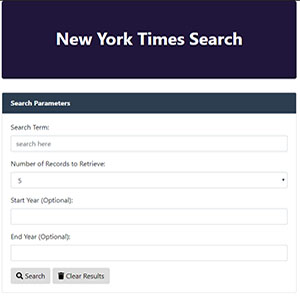 New York Times Search
Search Parameters
Search Term:
search here
Number of Records to Retrieve:
5
Start Year (Optional):
End Year (Optional):
Search Clear Results